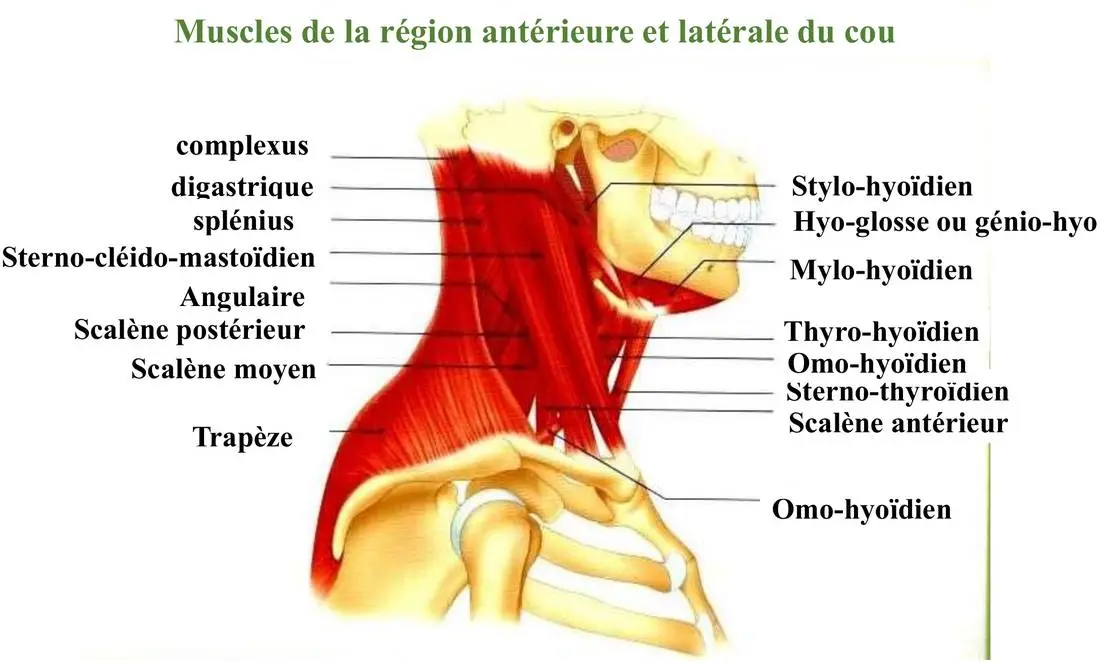 Muscles de la région antérieure et latérale du cou
complexus
digastrique
splénius
Sterno-cléido-mastoïdien
Angulaire
Scalène postérieur
Scalène moyen
Trapèze
Stylo-hyoïdien
Hyo-glosse ou génio-hyo
Mylo-hyoïdien
Thyro-hyoïdien
Omo-hyoïdien
Sterno-thyroïdien
Scalène antérieur
Omo-hyoïdien